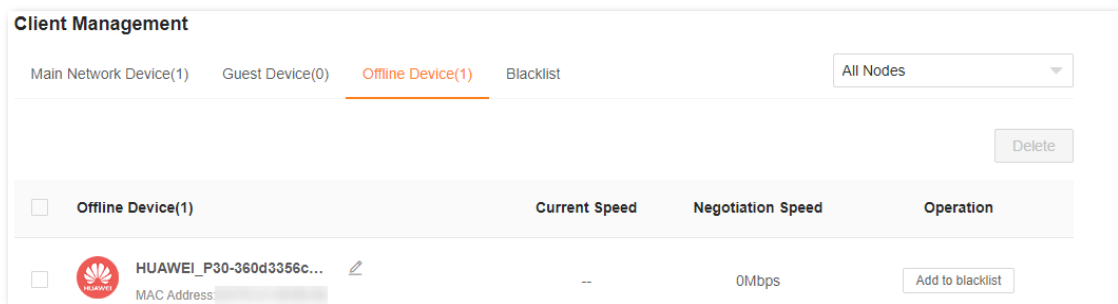 Client Management
Main Network Device(1) Guest Device(0) Offline Device(1) Blacklist All Nodes
Delete
Offline Device(1) Current Speed Negotiation Speed Operation
HUAWEI_P30-360d3356c...
HUAWEI -- 0Mbps Add to blacklist
MAC Address: